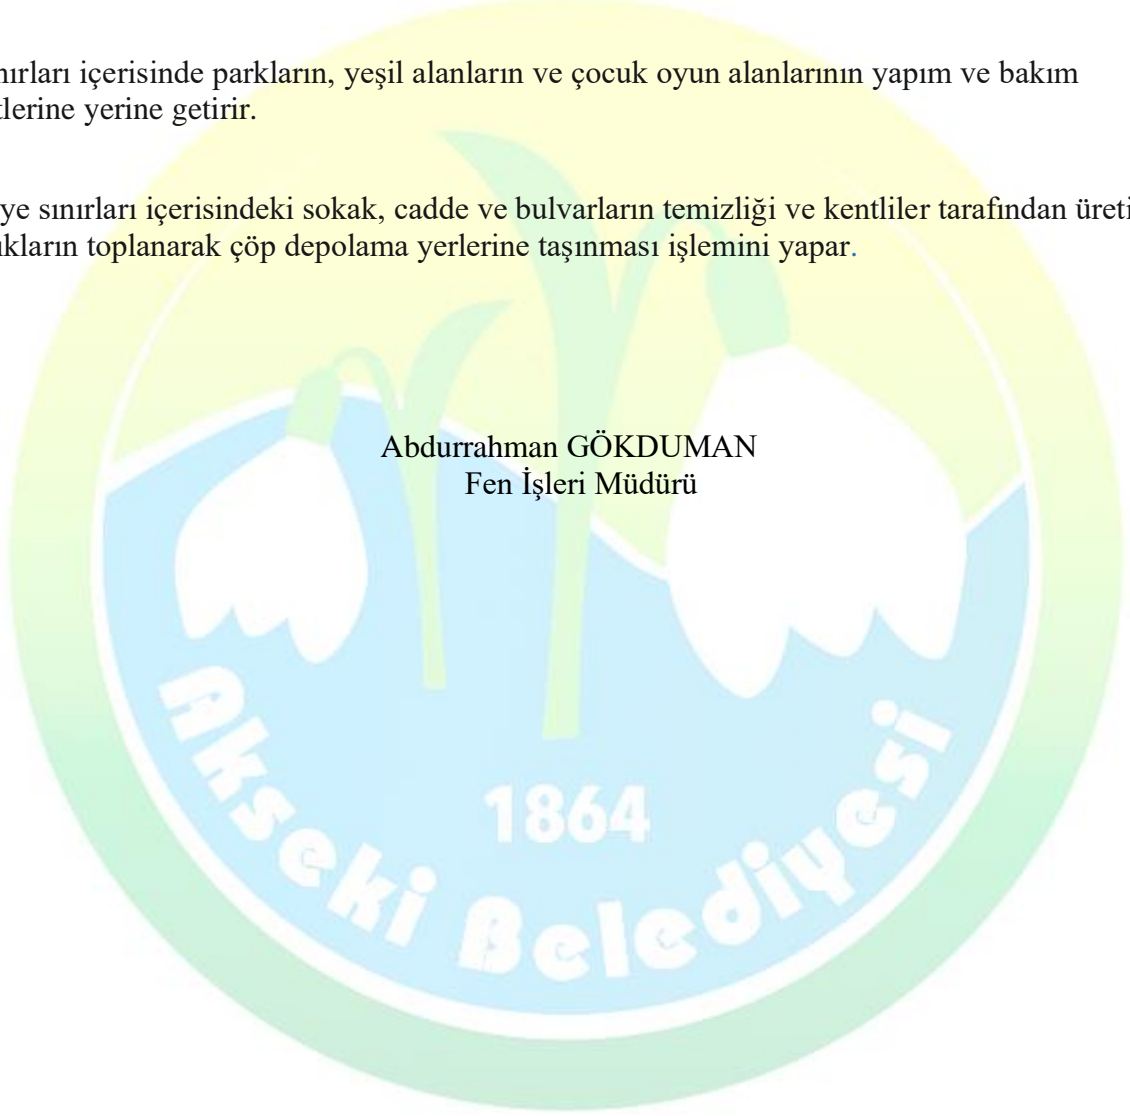 nırları içerisinde parkların, yeşil alanların ve çocuk oyun alanlarının yapım ve bakım
tlerine yerine getirir.
ye sınırları içerisindeki sokak, cadde ve bulvarların temizliği ve kentliler tarafından üreti
ıkların toplanarak çöp depolama yerlerine taşınması işlemini yapar.
Abdurrahman GÖKDUMAN
Fen İşleri Müdürü
1864
Akseki Belediyesi